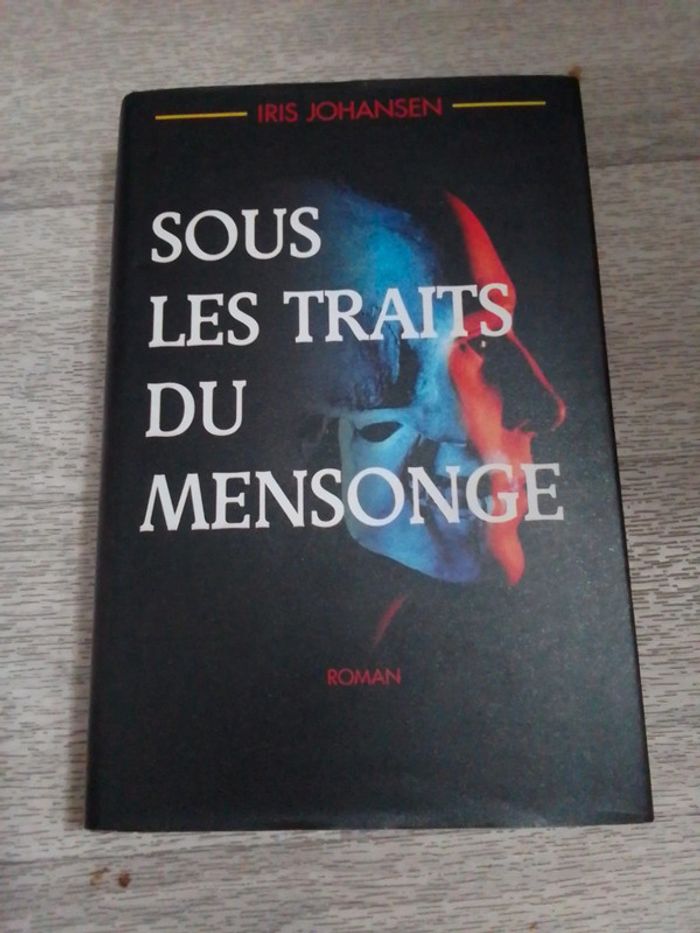 IRIS JOHANSEN
SOUS
LES TRAITS
DU
MENSONGE
ROMAN